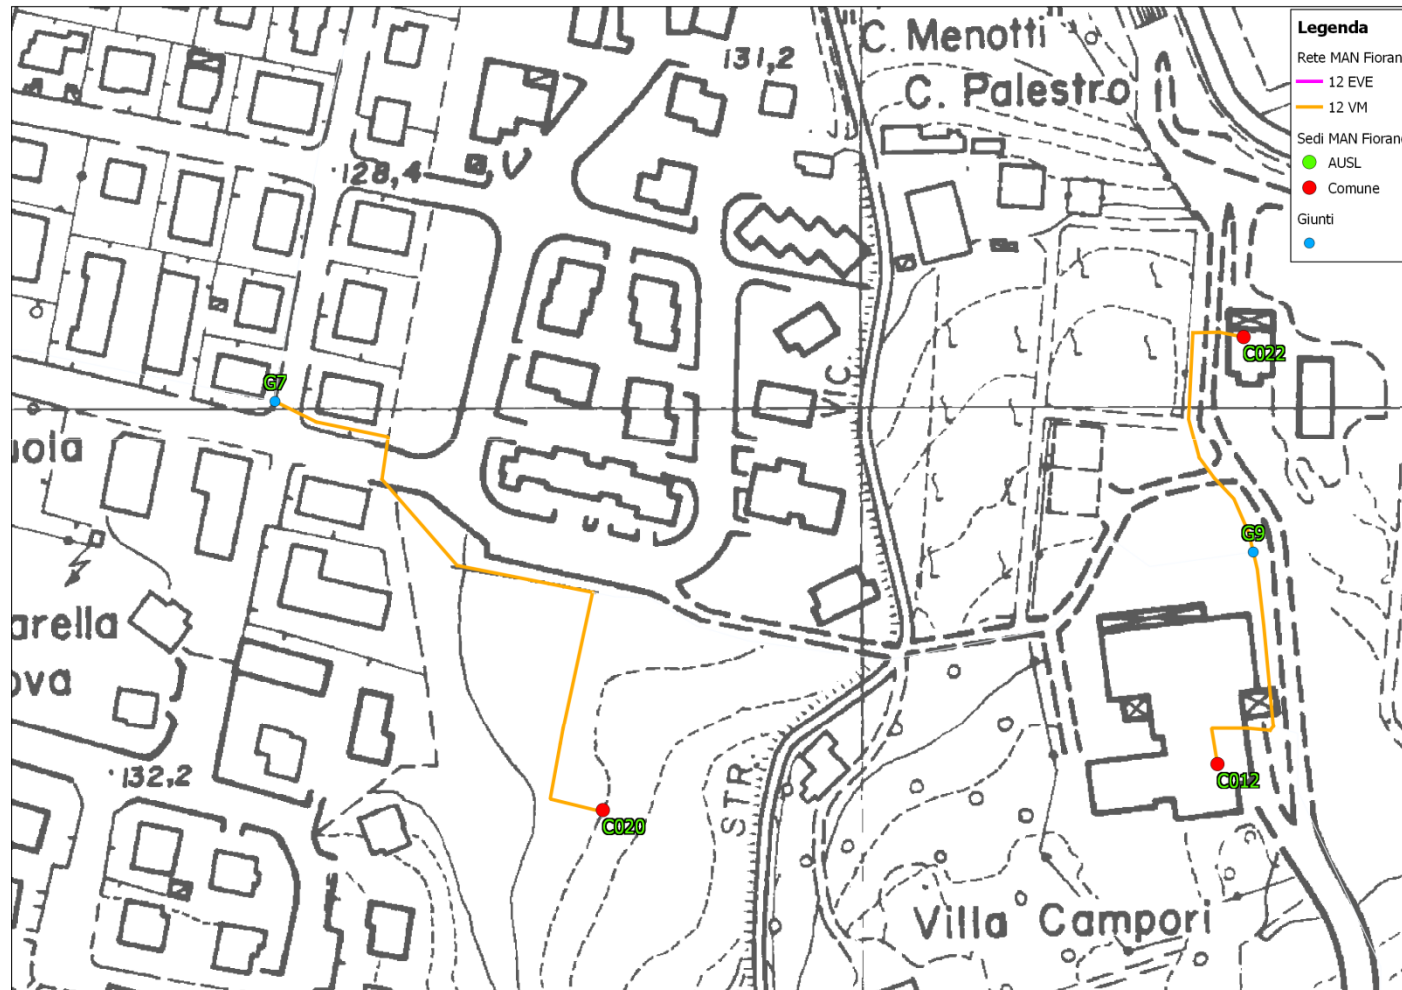 C. Menotti
C. Palestro
131,2
128,4
Legenda
Rete MAN Fioran
12 EVE
12 VM
Sedi MAN Fioran
AUSL
Comune
Giunti
C022
G7
VIC.
uola
G9
arella
ova
132,2
STR.
C012
C020
Villa Campori